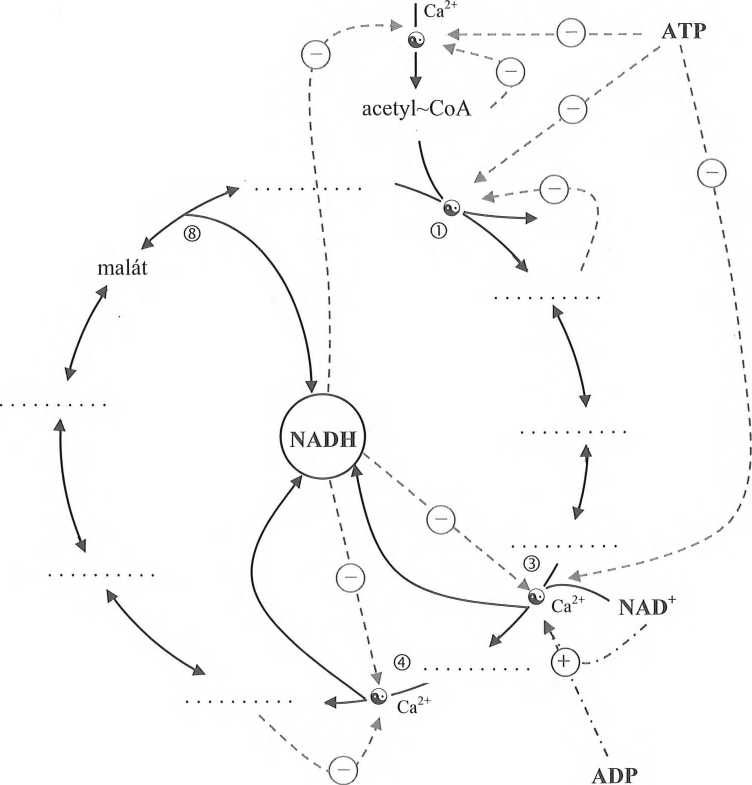 Ca²⁺
ATP
−
−
−
acetyl~CoA
−
−
−
①
⑧
malát
NADH
−
③
−
Ca²⁺
NAD⁺
④
+
Ca²⁺
−
ADP